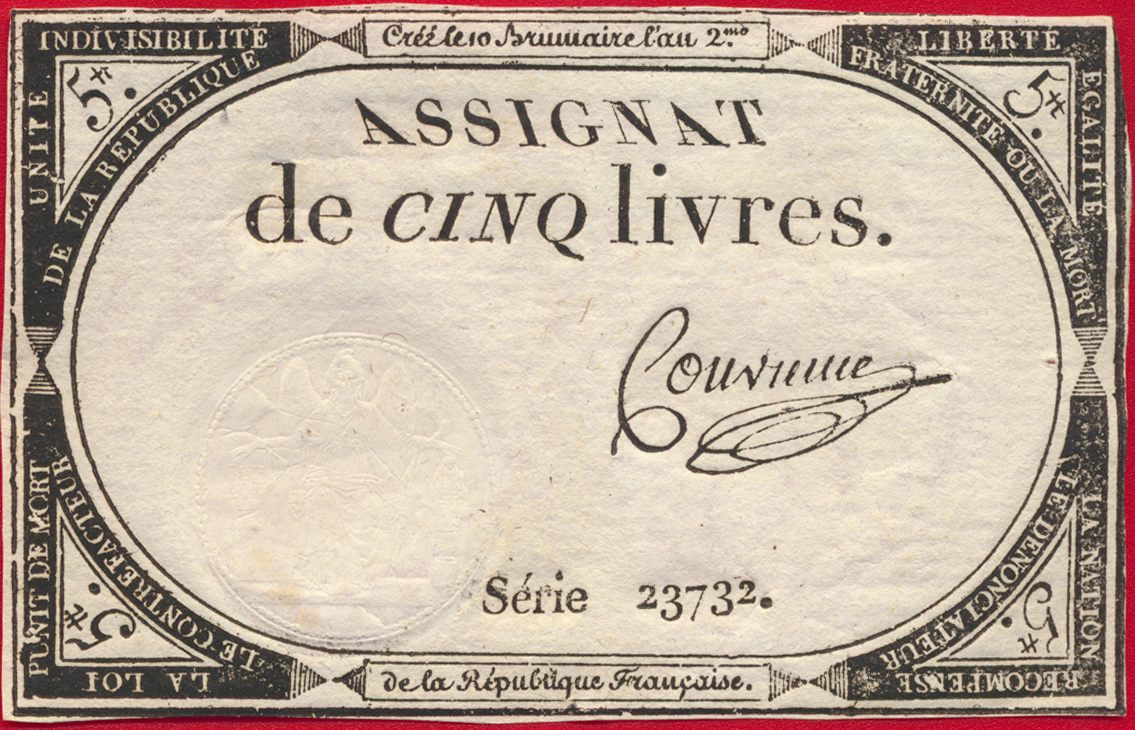 Créé le 10 Brumaire l'an 2.me
UNITÉ INDIVISIBILITÉ
DE LA RÉPUBLIQUE
5.#
LIBERTÉ EGALITÉ
FRATERNITÉ OU LA MORT
5.#
ASSIGNAT
de CINQ livres.
Série 23732.
LA LOI PUNIT DE MORT
LE CONTREFACTEUR
5.#
LA NATION RÉCOMPENSE
LE DÉNONCIATEUR
5.#
de la République Française.